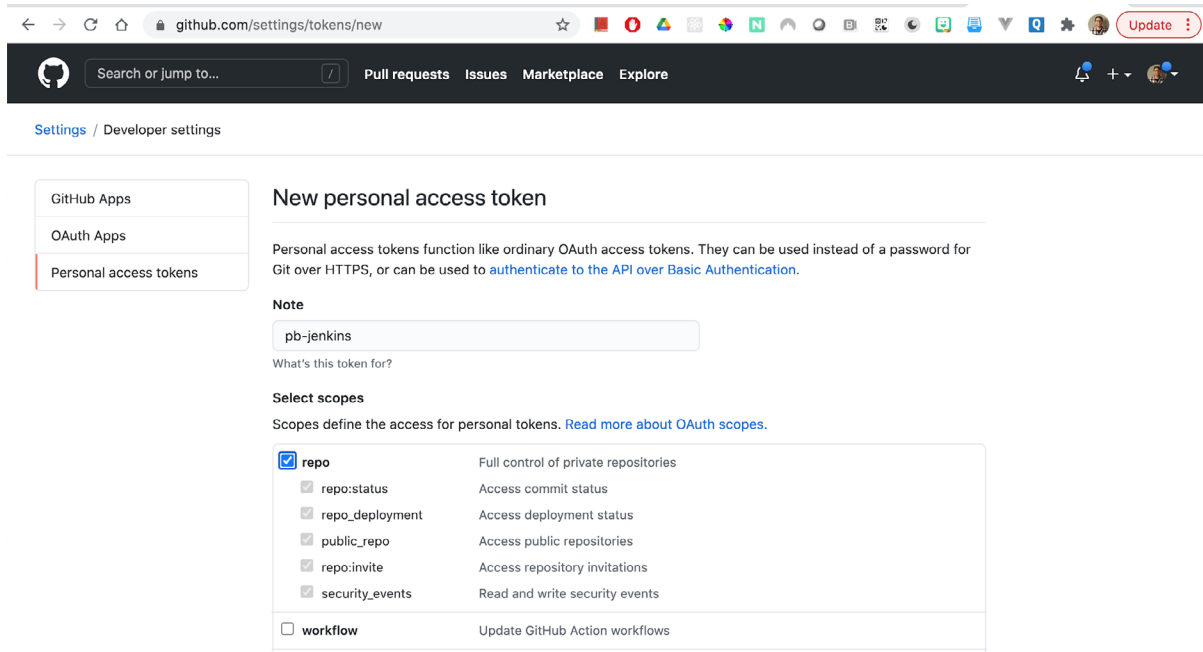 github.com/settings/tokens/new
Update
Search or jump to...
/
Pull requests
Issues
Marketplace
Explore
Settings / Developer settings
GitHub Apps
OAuth Apps
Personal access tokens
New personal access token
Personal access tokens function like ordinary OAuth access tokens. They can be used instead of a password for
Git over HTTPS, or can be used to authenticate to the API over Basic Authentication.
Note
pb-jenkins
What's this token for?
Select scopes
Scopes define the access for personal tokens. Read more about OAuth scopes.
repo Full control of private repositories
repo:status Access commit status
repo_deployment Access deployment status
public_repo Access public repositories
repo:invite Access repository invitations
security_events Read and write security events
workflow Update GitHub Action workflows